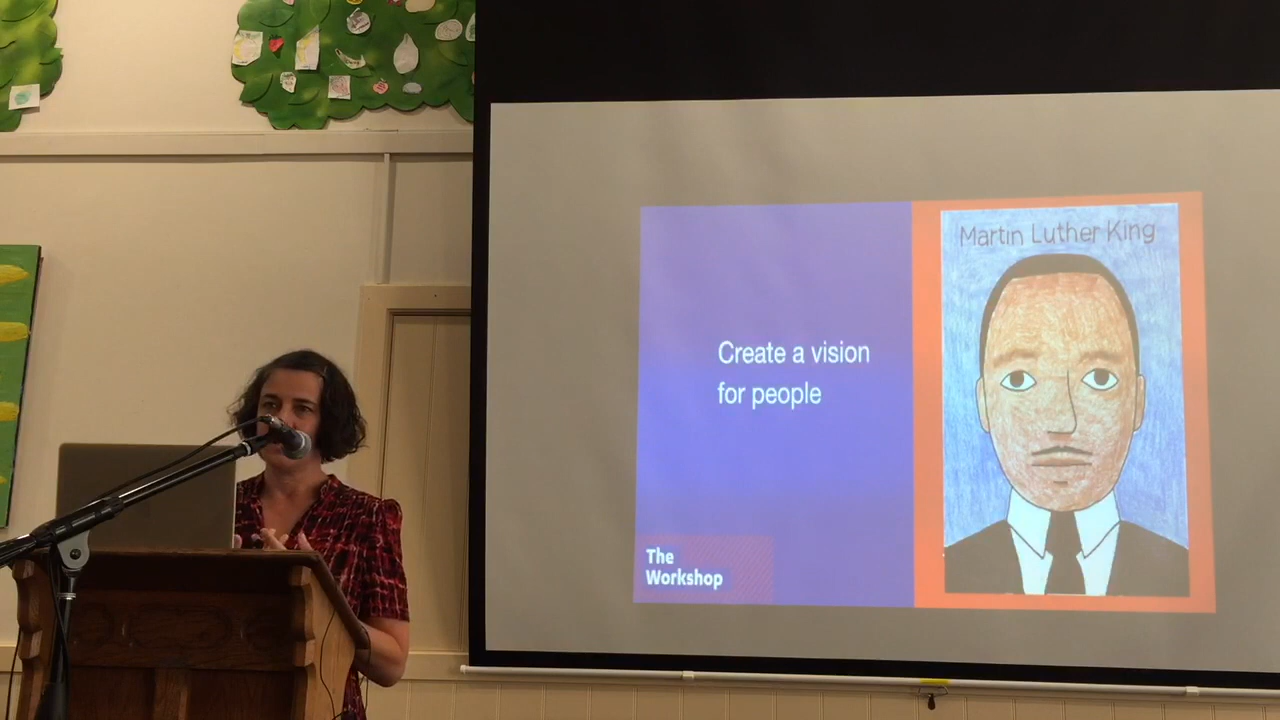 Create a vision
for people
The
Workshop
Martin Luther King